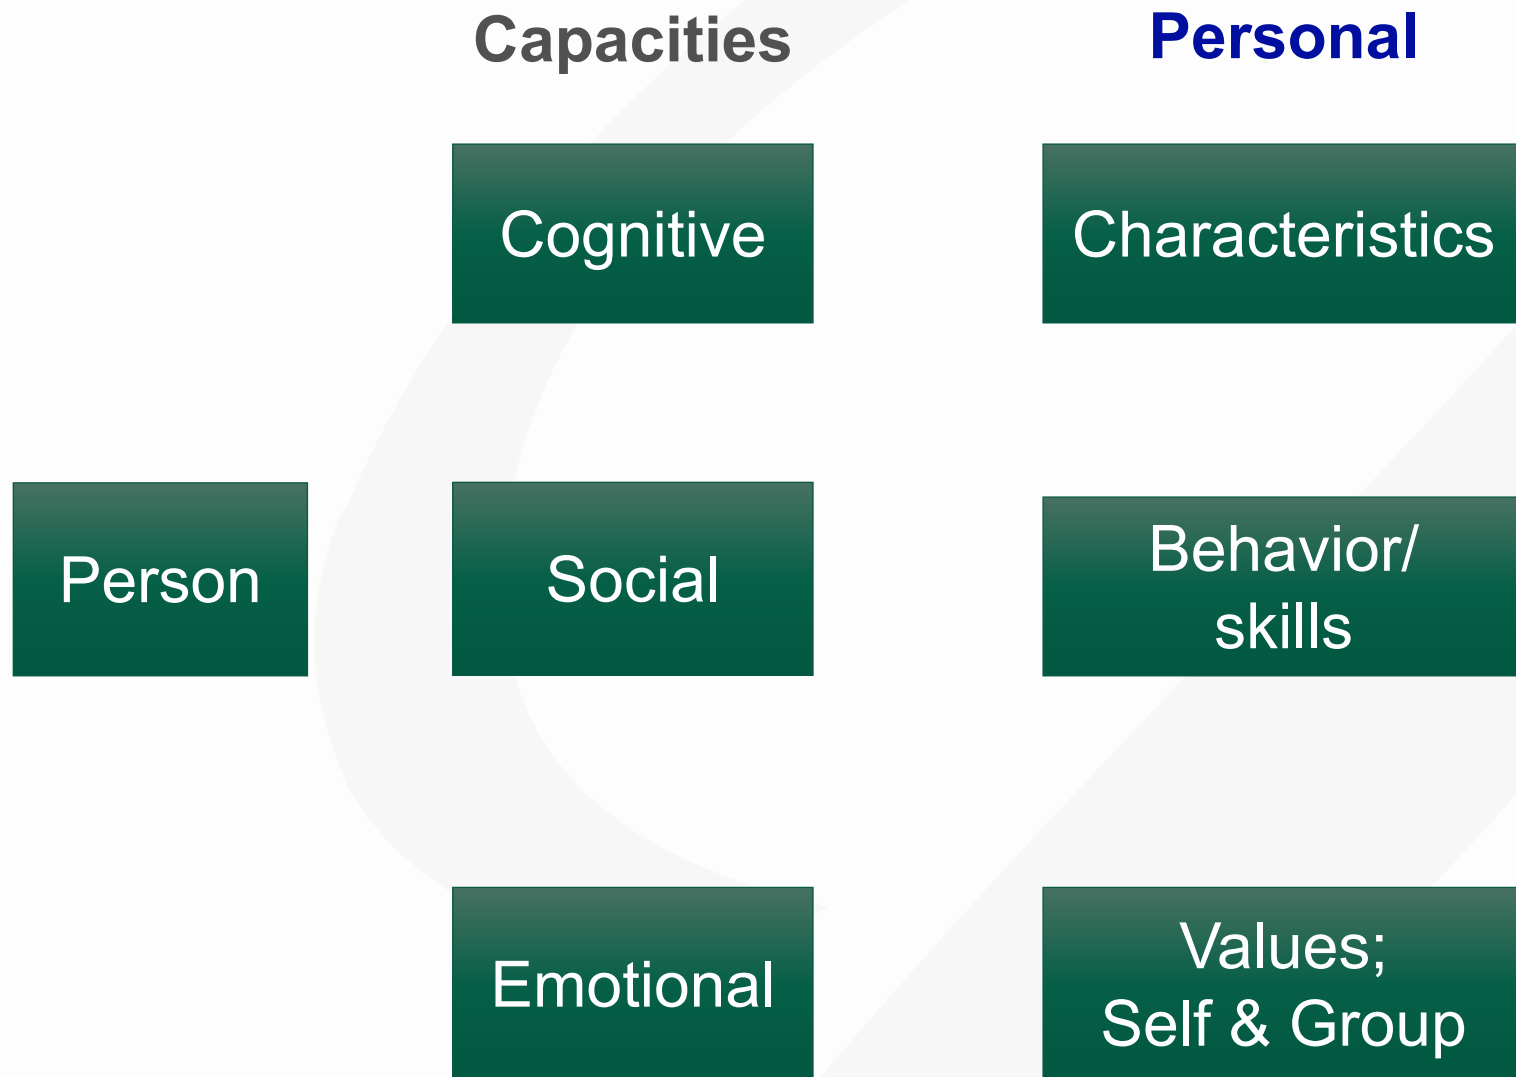 Capacities
Personal
Cognitive
Characteristics
Person
Social
Behavior/
skills
Emotional
Values;
Self & Group